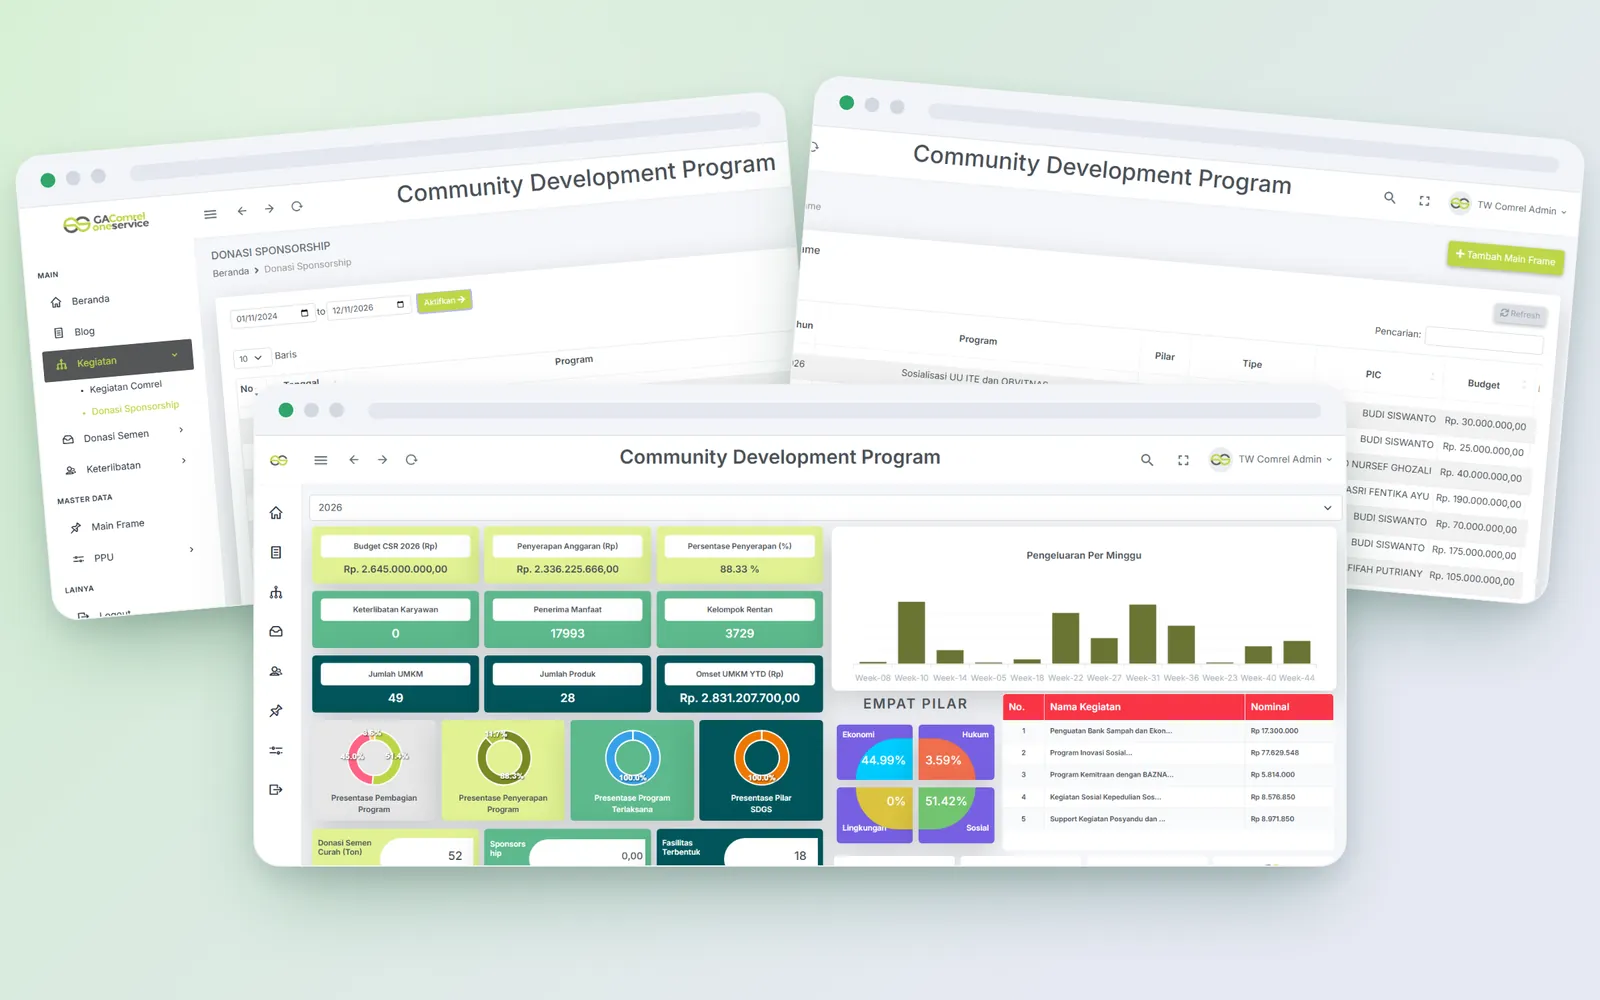 GAComrel
oneservice
Community Development Program
MAIN
Beranda
Blog
Kegiatan
Kegiatan Comrel
Donasi Sponsorship
Donasi Semen
Keterlibatan
MASTER DATA
Main Frame
PPU
LAINYA
Logout
DONASI SPONSORSHIP
Beranda > Donasi Sponsorship
01/11/2024 to 12/11/2026 Aktifkan
10 Baris
No Tanggal Program
Community Development Program
TW Comrel Admin
Tambah Main Frame
Refresh
Pencarian:
Program Pilar Tipe PIC Budget
Sosialisasi UU ITE dan OBVITNAS
BUDI SISWANTO Rp. 30.000.000,00
BUDI SISWANTO Rp. 25.000.000,00
NURSEF GHOZALI Rp. 40.000.000,00
ASRI FENTIKA AYU Rp. 190.000.000,00
BUDI SISWANTO Rp. 70.000.000,00
BUDI SISWANTO Rp. 175.000.000,00
FIFAH PUTRIANY Rp. 105.000.000,00
Community Development Program
TW Comrel Admin
2026
Budget CSR 2026 (Rp)
Rp. 2.645.000.000,00
Penyerapan Anggaran (Rp)
Rp. 2.336.225.666,00
Persentase Penyerapan (%)
88.33 %
Keterlibatan Karyawan
0
Penerima Manfaat
17993
Kelompok Rentan
3729
Jumlah UMKM
49
Jumlah Produk
28
Omset UMKM YTD (Rp)
Rp. 2.831.207.700,00
Presentase Pembagian
Program
11.7%
88.3%
Presentase Penyerapan
Program
100.0%
Presentase Program
Terlaksana
100.0%
Presentase Pilar
SDGS
Donasi Semen
Curah (Ton)
52
Sponsors
hip
0,00
Fasilitas
Terbentuk
18
Pengeluaran Per Minggu
Week-08 Week-10 Week-14 Week-05 Week-18 Week-22 Week-27 Week-31 Week-36 Week-23 Week-40 Week-44
EMPAT PILAR
Ekonomi
44.99%
Hukum
3.59%
0%
Lingkungan
51.42%
Sosial
No. Nama Kegiatan Nominal
1 Penguatan Bank Sampah dan Ekon... Rp 17.300.000
2 Program Inovasi Sosial... Rp 77.629.548
3 Program Kemitraan dengan BAZNA... Rp 5.814.000
4 Kegiatan Sosial Kepedulian Sos... Rp 8.576.850
5 Support Kegiatan Posyandu dan ... Rp 8.971.850